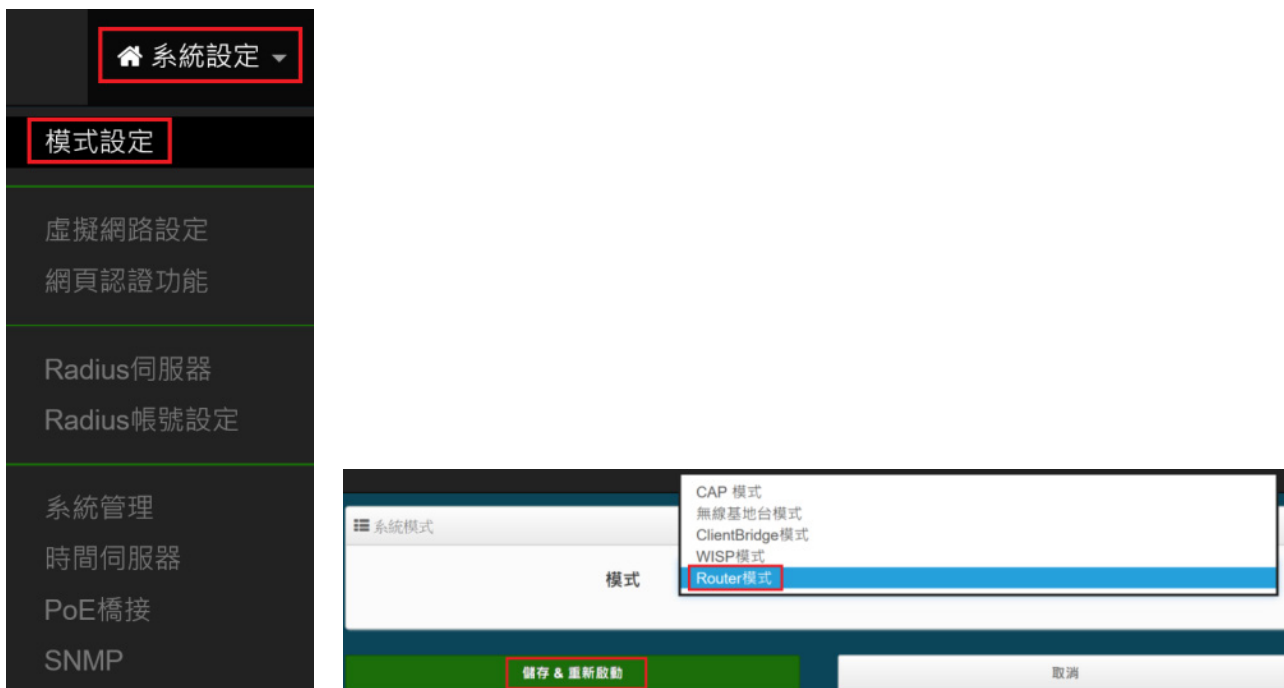 系統設定
模式設定
虛擬網路設定
網頁認證功能
Radius伺服器
Radius帳號設定
系統管理
時間伺服器
PoE橋接
SNMP
系統模式
模式
CAP 模式
無線基地台模式
ClientBridge模式
WISP模式
Router模式
儲存 & 重新啟動
取消